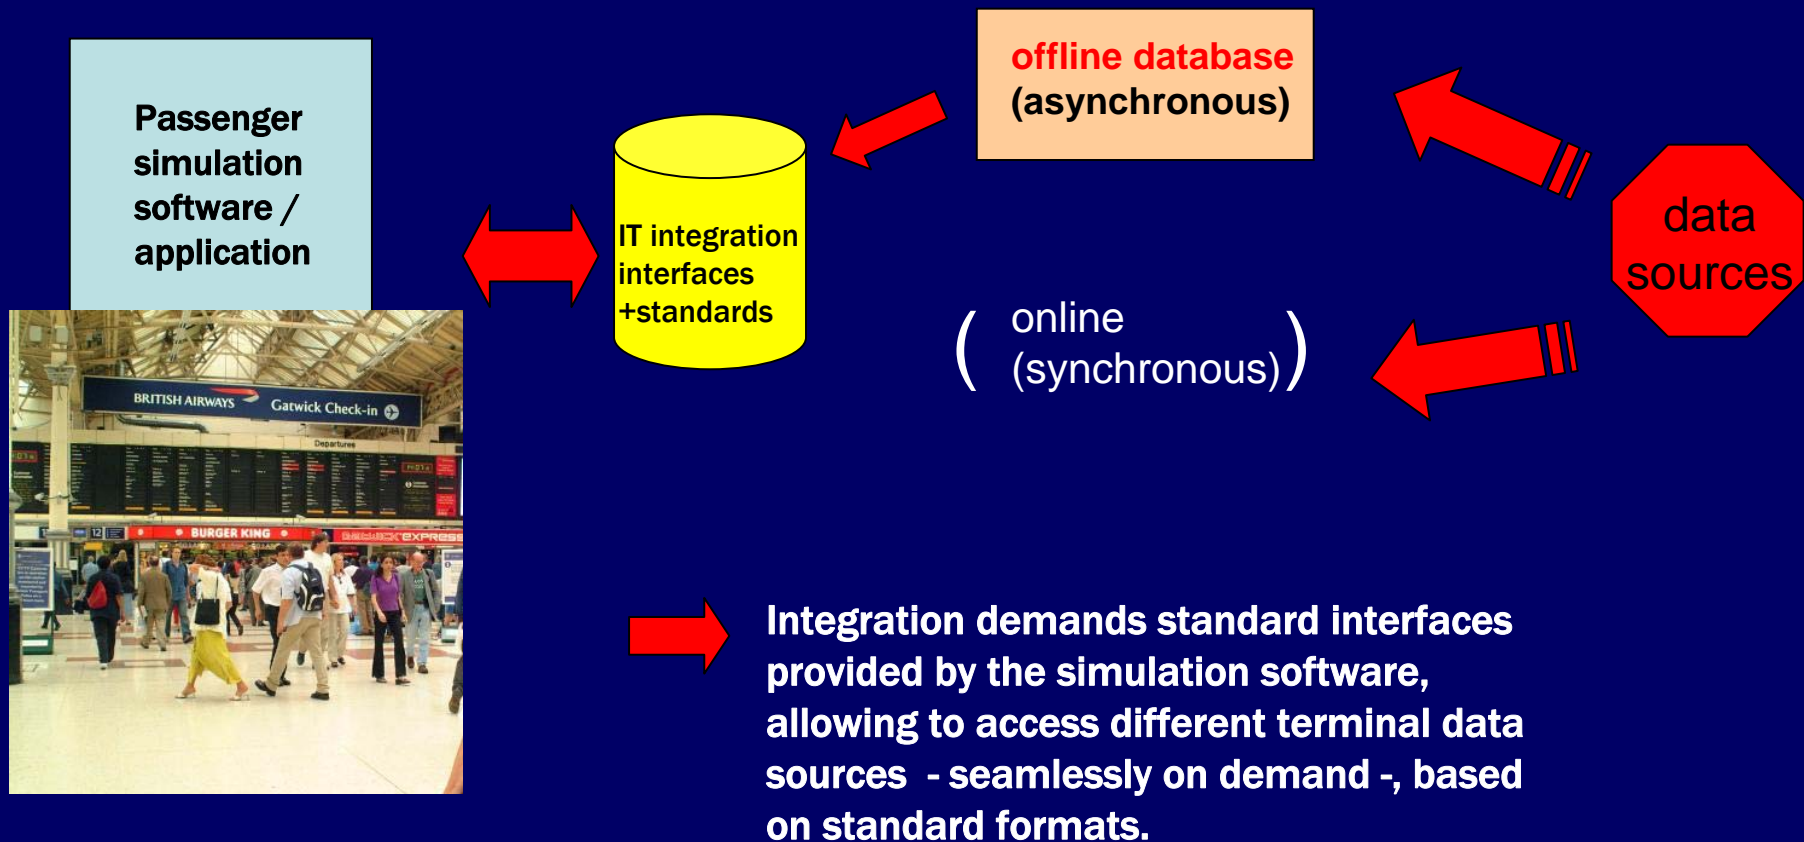 offline database
(asynchronous)
Passenger
simulation
software /
application
IT integration
interfaces
+standards
data
sources
( online
(synchronous) )
BRITISH AIRWAYS Gatwick Check-in
Departures
12
BURGER KING
EXPRESS
Integration demands standard interfaces
provided by the simulation software,
allowing to access different terminal data
sources - seamlessly on demand -, based
on standard formats.